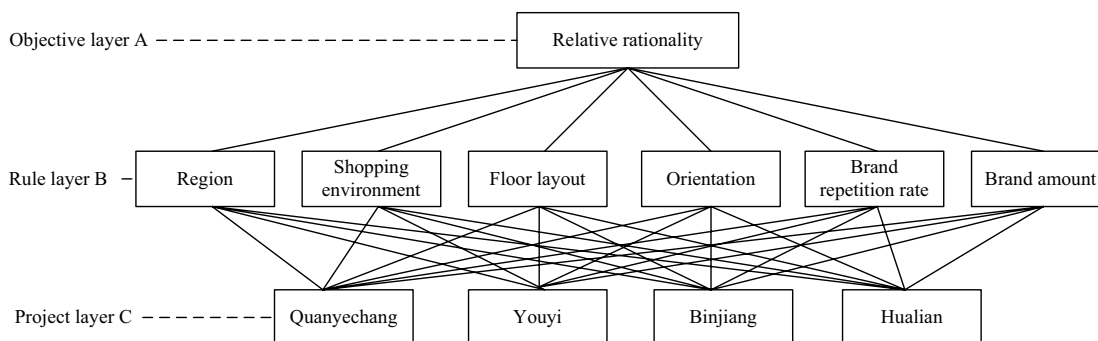 Objective layer A
Relative rationality
Rule layer B
Region
Shopping
environment
Floor layout
Orientation
Brand
repetition rate
Brand amount
Project layer C
Quanyechang
Youyi
Binjiang
Hualian